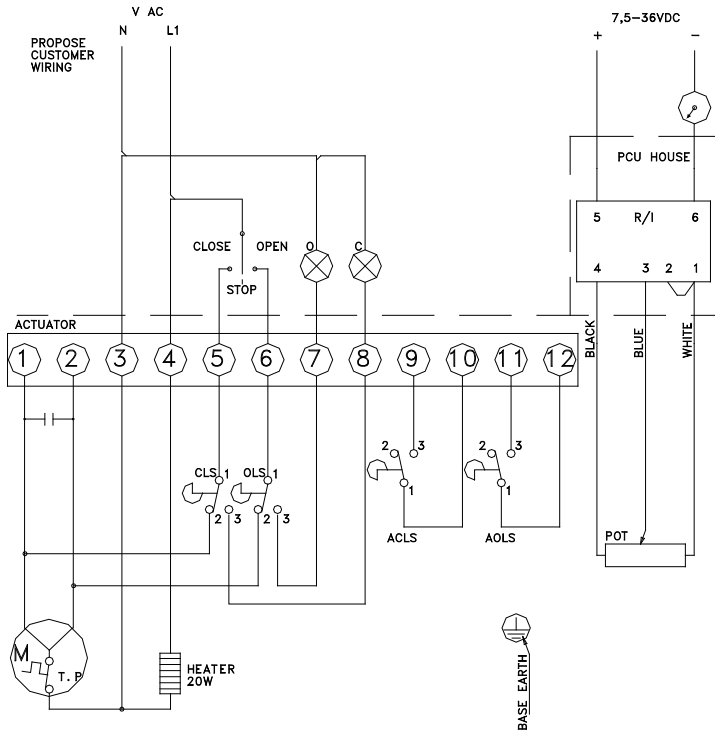 V AC
N L1
PROPOSE
CUSTOMER
WIRING
7,5-36VDC
+ -
PCU HOUSE
5 R/I 6
4 3 2 1
CLOSE OPEN O C
STOP
BLACK
BLUE
WHITE
ACTUATOR
1 2 3 4 5 6 7 8 9 10 11 12
2 3
1
2 3
1
CLS 1
OLS 1
2 3
2 3
ACLS
AOLS
POT
M
T.P
HEATER
20W
BASE EARTH